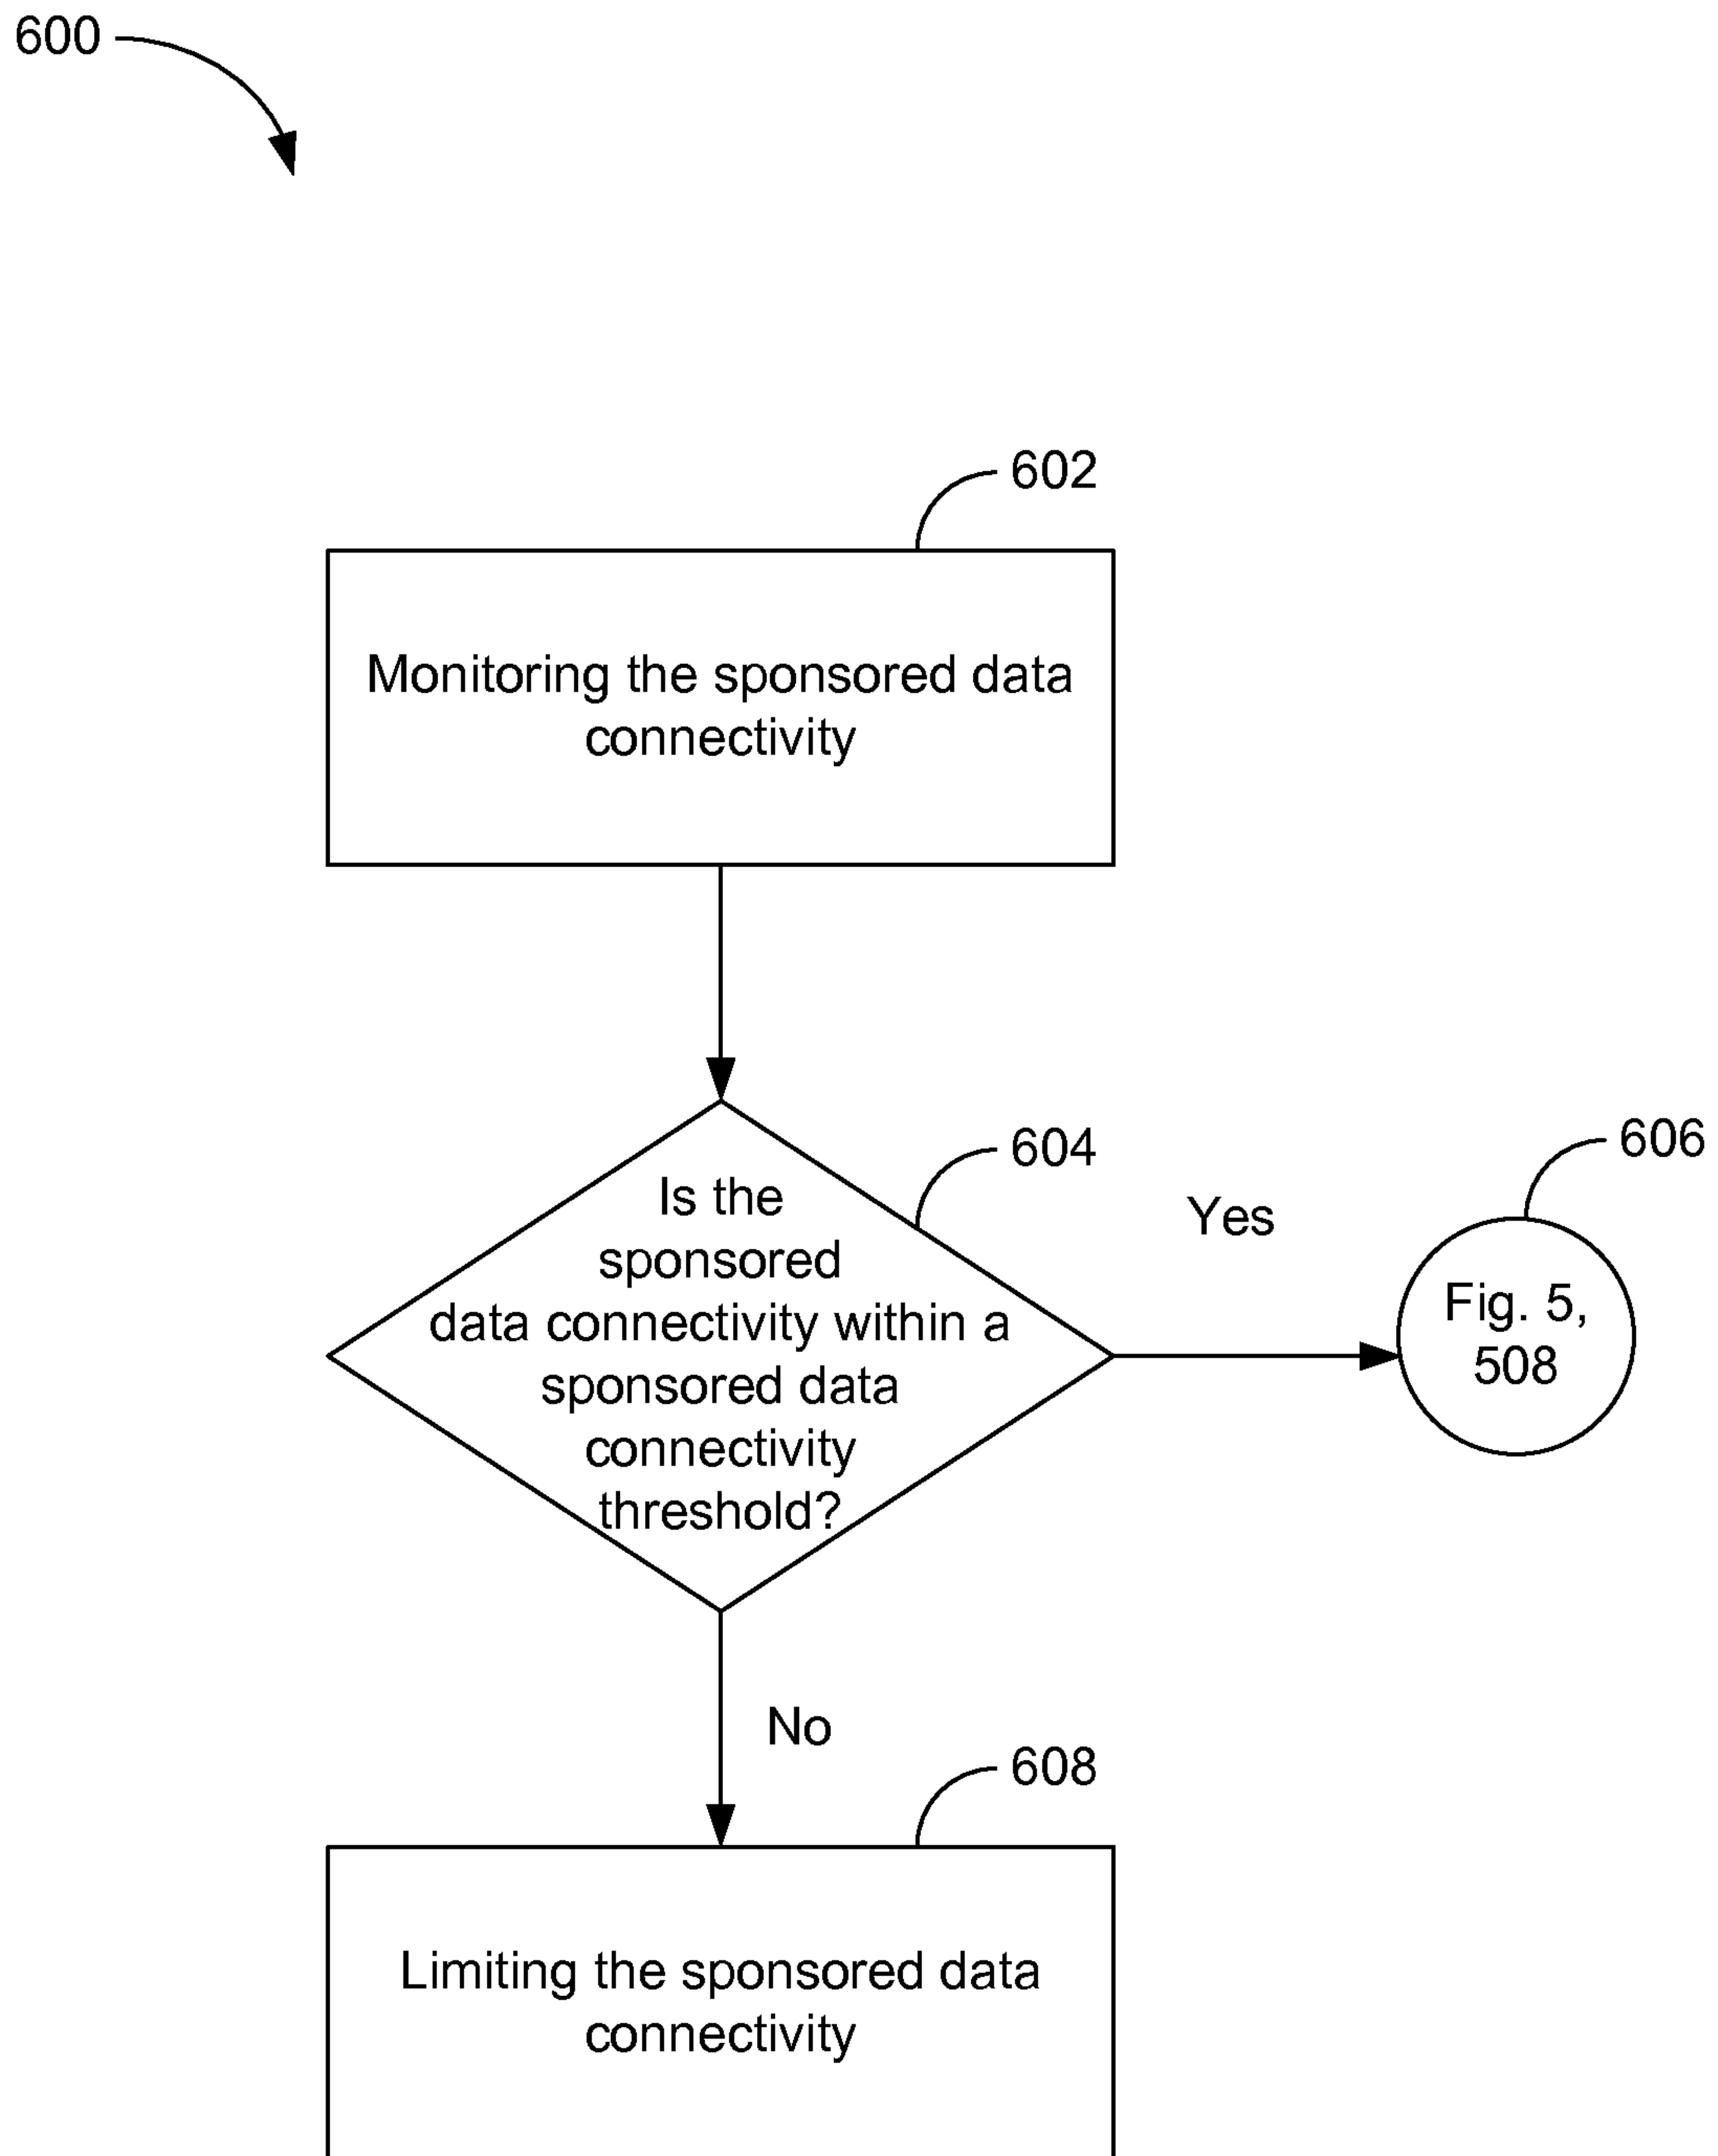 600
602
Monitoring the sponsored data
connectivity
604
606
Is the
sponsored
data connectivity within a
sponsored data
connectivity
threshold?
Yes
Fig. 5,
508
No
608
Limiting the sponsored data
connectivity